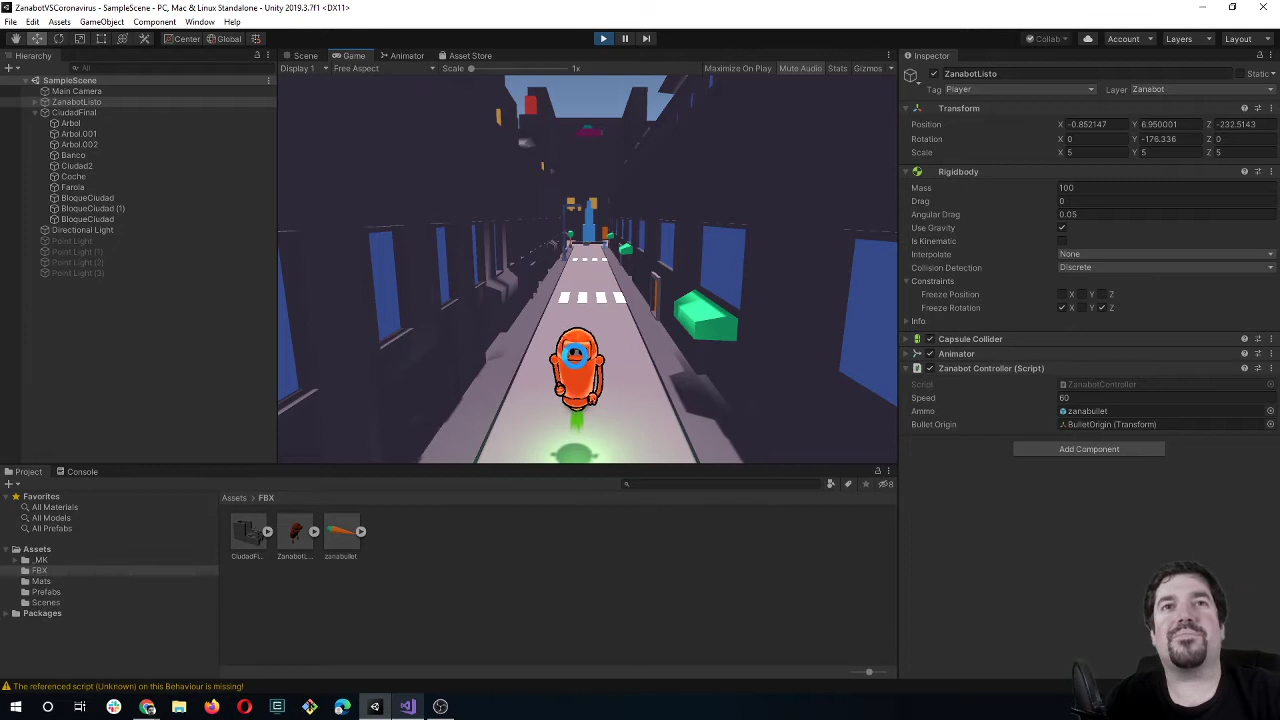 ZanabotVSCoronavirus - SampleScene - PC, Mac & Linux Standalone - Unity 2019.3.7f1 <DX11>
File Edit Assets GameObject Component Window Help
Center Global Collab Account Layers Layout
Hierarchy
All
SampleScene
Main Camera
ZanabotListo
CiudadFinal
Arbol
Arbol.001
Arbol.002
Banco
Ciudad2
Coche
Farola
BloqueCiudad
BloqueCiudad (1)
BloqueCiudad
Directional Light
Point Light
Point Light (1)
Point Light (2)
Point Light (3)
Scene Game Animator Asset Store
Display 1 Free Aspect Scale 1x Maximize On Play Mute Audio Stats Gizmos
Inspector
ZanabotListo Static
Tag Player Layer Zanabot
Transform
Position X -0.852147 Y 6.950001 Z -232.5143
Rotation X 0 Y -176.336 Z 0
Scale X 5 Y 5 Z 5
Rigidbody
Mass 100
Drag 0
Angular Drag 0.05
Use Gravity
Is Kinematic
Interpolate None
Collision Detection Discrete
Constraints
Freeze Position X Y Z
Freeze Rotation X Y Z
Info
Capsule Collider
Animator
Zanabot Controller (Script)
Script ZanabotController
Speed 60
Ammo zanabullet
Bullet Origin BulletOrigin (Transform)
Add Component
Project Console
8
Favorites
All Materials
All Models
All Prefabs
Assets
_MK
FBX
Mats
Prefabs
Scenes
Packages
Assets > FBX
CiudadFi... ZanabotL... zanabullet
The referenced script (Unknown) on this Behaviour is missing!